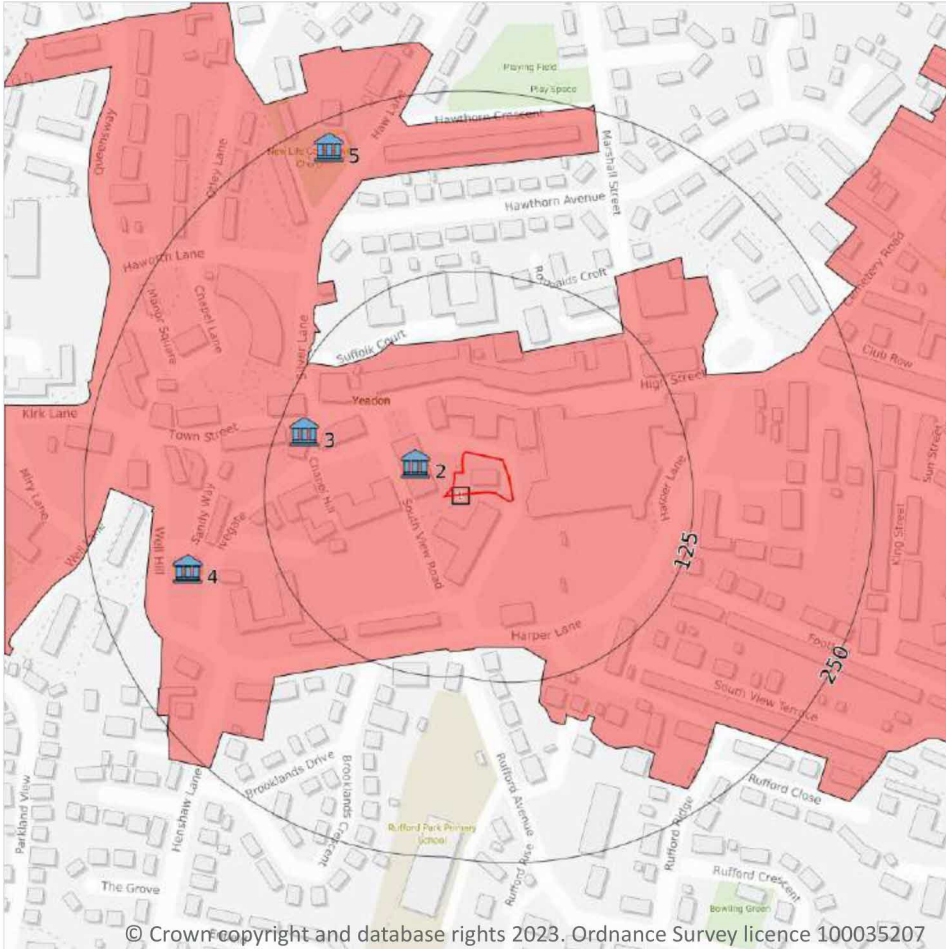 Playing Field
Play Space
Hawthorn Crescent
Haw Lane
Queensway
Otley Lane
5
Marshall Street
Hawthorn Avenue
Haworth Lane
Cemetery Road
Manor Square
Chapel Lane
Silver Lane
Suffolk Court
Club Row
High Street
Yeadon
Kirk Lane
Town Street
3
2
Sun Street
Miry Lane
Sandy Way
Ivegate
Chapel Hill
South View Road
Harper Lane
King Street
Well Hill
4
125
Harper Lane
250
South View Terrace
Parkland View
Henshaw Lane
Brooklands Drive
Brooklands Crescent
Rufford Avenue
Rufford Close
Rufford Park Primary
School
Rufford Rise
Rufford Ridge
Rufford Crescent
The Grove
Bowling Green
© Crown copyright and database rights 2023. Ordnance Survey licence 100035207